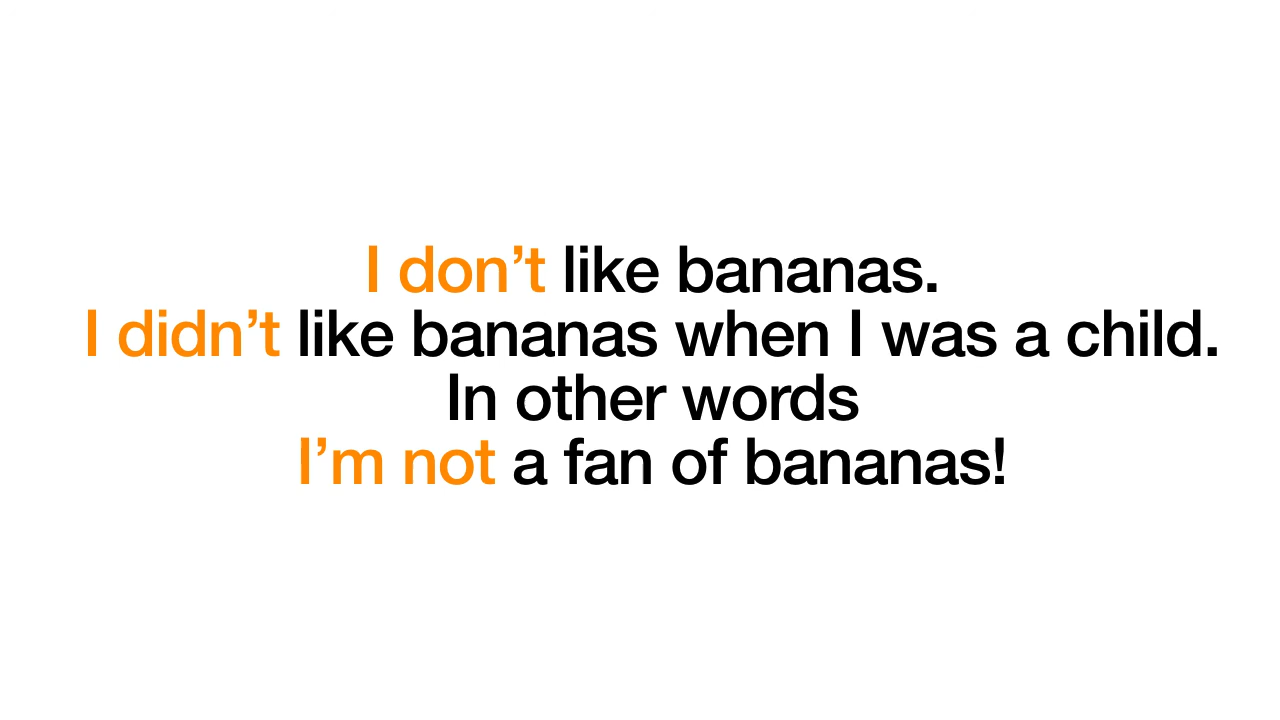 I don’t like bananas.
I didn’t like bananas when I was a child.
In other words
I’m not a fan of bananas!